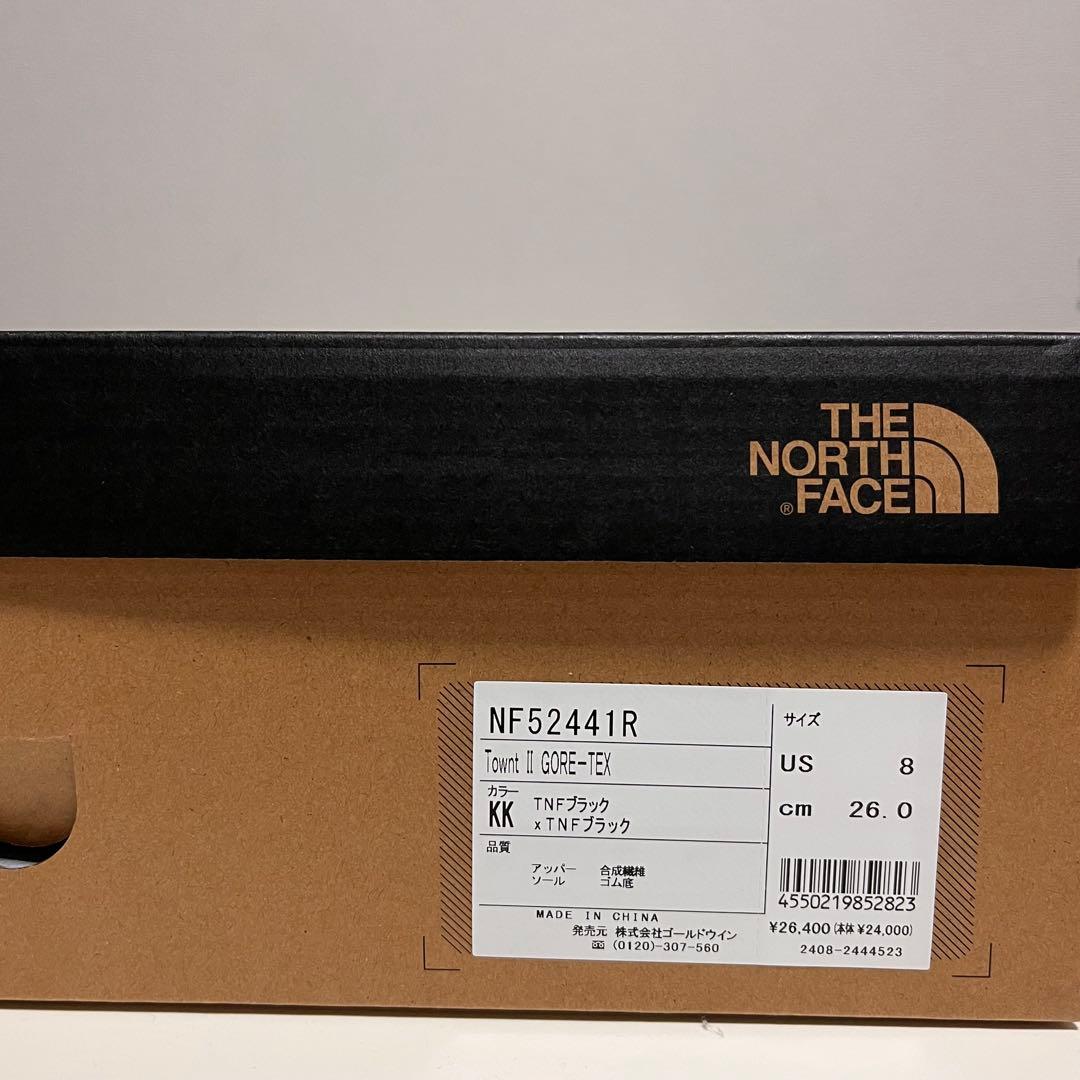 THE
NORTH
FACE
®
NF52441R
Townt Ⅱ GORE-TEX
カラー
KK TNFブラック
xTNFブラック
品質
アッパー 合成繊維
ソール ゴム底
MADE IN CHINA
発売元 株式会社ゴールドウイン
☎(0120)-307-560
サイズ
US 8
cm 26.0
4550219852823
¥26,400(本体¥24,000)
2408-2444523